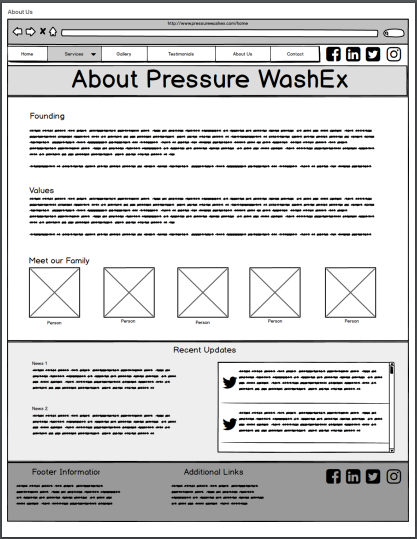 About Us
http://www.pressurewashex.com/home
Home
Services
Gallery
Testimonials
About Us
Contact
About Pressure WashEx
Founding
Values
Meet our Family
Person
Person
Person
Person
Person
Recent Updates
News 1
News 2
Footer Informatior
Additional Links